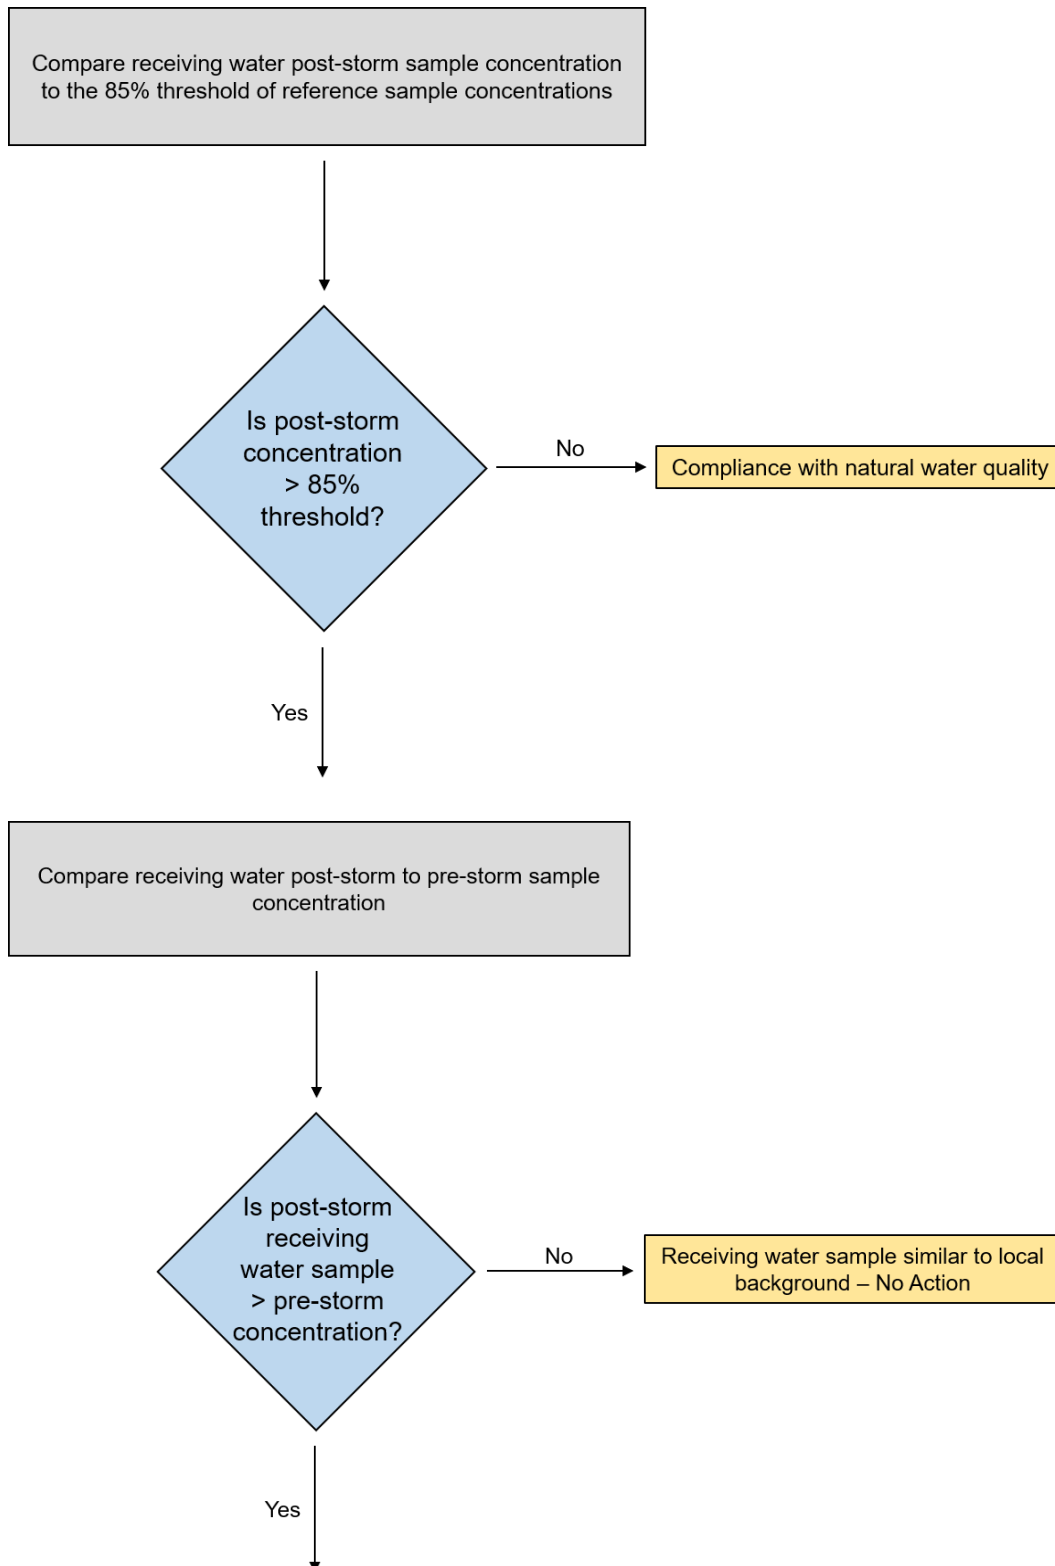 Compare receiving water post-storm sample concentration
to the 85% threshold of reference sample concentrations
Is post-storm
concentration
> 85%
threshold?
No
Compliance with natural water quality
Yes
Compare receiving water post-storm to pre-storm sample
concentration
Is post-storm
receiving
water sample
> pre-storm
concentration?
No
Receiving water sample similar to local
background – No Action
Yes